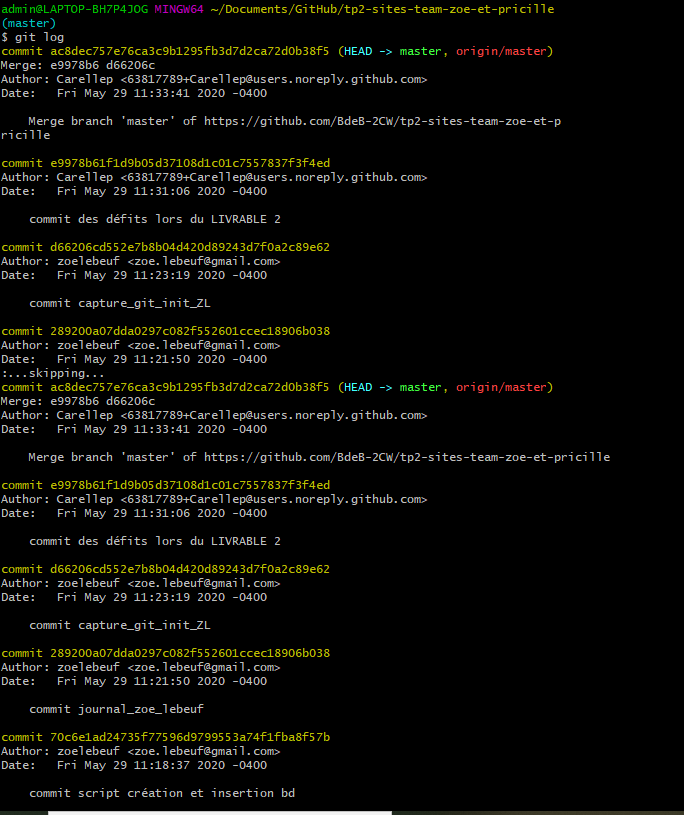 admin@LAPTOP-BH7P4JOG MINGW64 ~/Documents/GitHub/tp2-sites-team-zoe-et-pricille
(master)
$ git log
commit ac8dec757e76ca3c9b1295fb3d7d2ca72d0b38f5 (HEAD -> master, origin/master)
Merge: e9978b6 d66206c
Author: Carellep <63817789+Carellep@users.noreply.github.com>
Date:   Fri May 29 11:33:41 2020 -0400

    Merge branch 'master' of https://github.com/BdeB-2CW/tp2-sites-team-zoe-et-p
ricille

commit e9978b61f1d9b05d37108d1c01c7557837f3f4ed
Author: Carellep <63817789+Carellep@users.noreply.github.com>
Date:   Fri May 29 11:31:06 2020 -0400

    commit des défits lors du LIVRABLE 2

commit d66206cd552e7b8b04d420d89243d7f0a2c89e62
Author: zoelebeuf <zoe.lebeuf@gmail.com>
Date:   Fri May 29 11:23:19 2020 -0400

    commit capture_git_init_ZL

commit 289200a07dda0297c082f552601ccec18906b038
Author: zoelebeuf <zoe.lebeuf@gmail.com>
Date:   Fri May 29 11:21:50 2020 -0400
:...skipping...
commit ac8dec757e76ca3c9b1295fb3d7d2ca72d0b38f5 (HEAD -> master, origin/master)
Merge: e9978b6 d66206c
Author: Carellep <63817789+Carellep@users.noreply.github.com>
Date:   Fri May 29 11:33:41 2020 -0400

    Merge branch 'master' of https://github.com/BdeB-2CW/tp2-sites-team-zoe-et-pricille

commit e9978b61f1d9b05d37108d1c01c7557837f3f4ed
Author: Carellep <63817789+Carellep@users.noreply.github.com>
Date:   Fri May 29 11:31:06 2020 -0400

    commit des défits lors du LIVRABLE 2

commit d66206cd552e7b8b04d420d89243d7f0a2c89e62
Author: zoelebeuf <zoe.lebeuf@gmail.com>
Date:   Fri May 29 11:23:19 2020 -0400

    commit capture_git_init_ZL

commit 289200a07dda0297c082f552601ccec18906b038
Author: zoelebeuf <zoe.lebeuf@gmail.com>
Date:   Fri May 29 11:21:50 2020 -0400

    commit journal_zoe_lebeuf

commit 70c6e1ad24735f77596d9799553a74f1fba8f57b
Author: zoelebeuf <zoe.lebeuf@gmail.com>
Date:   Fri May 29 11:18:37 2020 -0400

    commit script création et insertion bd